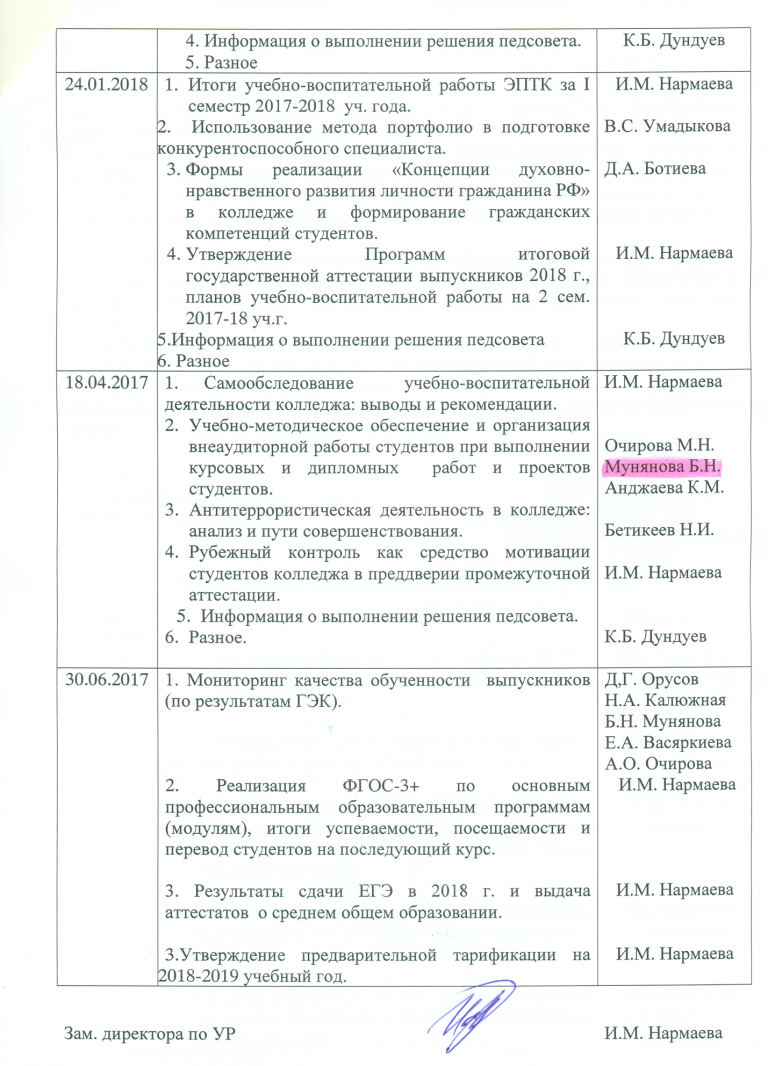 4. Информация о выполнении решения педсовета. К.Б. Дундуев
5. Разное
24.01.2018 1. Итоги учебно-воспитательной работы ЭПТК за I И.М. Нармаева
семестр 2017-2018 уч. года.
2. Использование метода портфолио в подготовке В.С. Умадыкова
конкурентоспособного специалиста.
3. Формы реализации «Концепции духовно- Д.А. Ботиева
нравственного развития личности гражданина РФ»
в колледже и формирование гражданских
компетенций студентов.
4. Утверждение Программ итоговой И.М. Нармаева
государственной аттестации выпускников 2018 г.,
планов учебно-воспитательной работы на 2 сем.
2017-18 уч.г.
5.Информация о выполнении решения педсовета К.Б. Дундуев
6. Разное
18.04.2017 1. Самообследование учебно-воспитательной И.М. Нармаева
деятельности колледжа: выводы и рекомендации.
2. Учебно-методическое обеспечение и организация
внеаудиторной работы студентов при выполнении Очирова М.Н.
курсовых и дипломных работ и проектов Мунянова Б.Н.
студентов. Анджаева К.М.
3. Антитеррористическая деятельность в колледже:
анализ и пути совершенствования. Бетикеев Н.И.
4. Рубежный контроль как средство мотивации
студентов колледжа в преддверии промежуточной И.М. Нармаева
аттестации.
5. Информация о выполнении решения педсовета.
6. Разное. К.Б. Дундуев
30.06.2017 1. Мониторинг качества обученности выпускников Д,Г. Орусов
(по результатам ГЭК). Н.А. Калюжная
Б.Н. Мунянова
Е.А. Васяркиева
А.О. Очирова
2. Реализация ФГОС-3+ по основным И.М. Нармаева
профессиональным образовательным программам
(модулям), итоги успеваемости, посещаемости и
перевод студентов на последующий курс.
3. Результаты сдачи ЕГЭ в 2018 г. и выдача И.М. Нармаева
аттестатов о среднем общем образовании.
3.Утверждение предварительной тарификации на И.М. Нармаева
2018-2019 учебный год.
Зам. директора по УР И.М. Нармаева